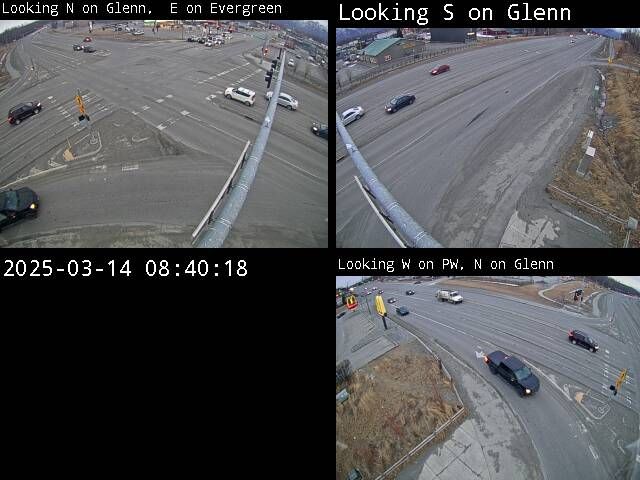 Looking N on Glenn,  E on Evergreen
Looking S on Glenn
2025-03-14 08:40:18
Looking W on PW, N on Glenn